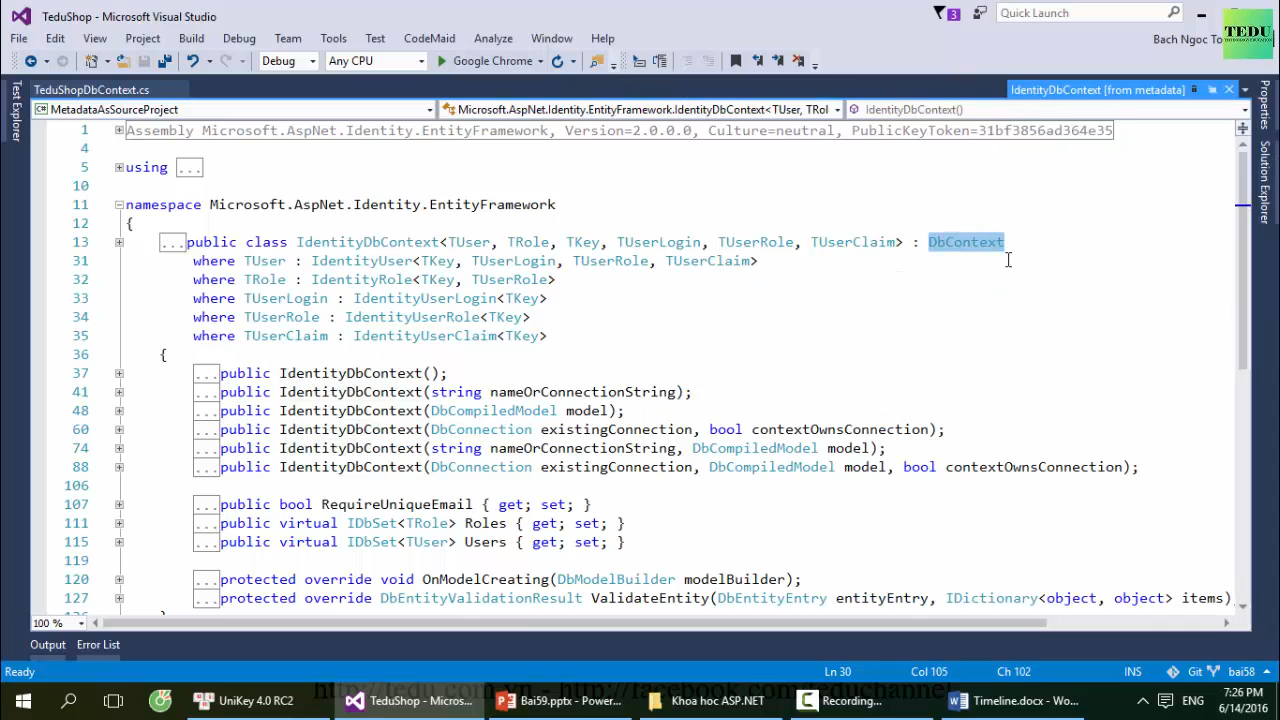 TeduShop - Microsoft Visual Studio
3
Quick Launch
TEDU
File Edit View Project Build Debug Team Tools Test CodeMaid Analyze Window Help
Bach Ngoc To
Debug Any CPU Google Chrome
Test Explorer
TeduShopDbContext.cs
IdentityDbContext [from metadata]
MetadataAsSourceProject
Microsoft.AspNet.Identity.EntityFramework.IdentityDbContext<TUser, TRol
IdentityDbContext()
Properties
Solution Explorer
1 Assembly Microsoft.AspNet.Identity.EntityFramework, Version=2.0.0.0, Culture=neutral, PublicKeyToken=31bf3856ad364e35
4
5 using ...
10
11 namespace Microsoft.AspNet.Identity.EntityFramework
12 {
13 ...public class IdentityDbContext<TUser, TRole, TKey, TUserLogin, TUserRole, TUserClaim> : DbContext
31 where TUser : IdentityUser<TKey, TUserLogin, TUserRole, TUserClaim>
32 where TRole : IdentityRole<TKey, TUserRole>
33 where TUserLogin : IdentityUserLogin<TKey>
34 where TUserRole : IdentityUserRole<TKey>
35 where TUserClaim : IdentityUserClaim<TKey>
36 {
37 ...public IdentityDbContext();
41 ...public IdentityDbContext(string nameOrConnectionString);
48 ...public IdentityDbContext(DbCompiledModel model);
60 ...public IdentityDbContext(DbConnection existingConnection, bool contextOwnsConnection);
74 ...public IdentityDbContext(string nameOrConnectionString, DbCompiledModel model);
88 ...public IdentityDbContext(DbConnection existingConnection, DbCompiledModel model, bool contextOwnsConnection);
106
107 ...public bool RequireUniqueEmail { get; set; }
111 ...public virtual IDbSet<TRole> Roles { get; set; }
115 ...public virtual IDbSet<TUser> Users { get; set; }
119
120 ...protected override void OnModelCreating(DbModelBuilder modelBuilder);
127 ...protected override DbEntityValidationResult ValidateEntity(DbEntityEntry entityEntry, IDictionary<object, object> items)
100 %
Output Error List
Ready Ln 30 Col 105 Ch 102 INS Git bai58
UniKey 4.0 RC2 TeduShop - Microso... Bai59.pptx - Power... Khoa hoc ASP.NET Recording... Timeline.docx - Wo... ENG
7:26 PM
6/14/2016